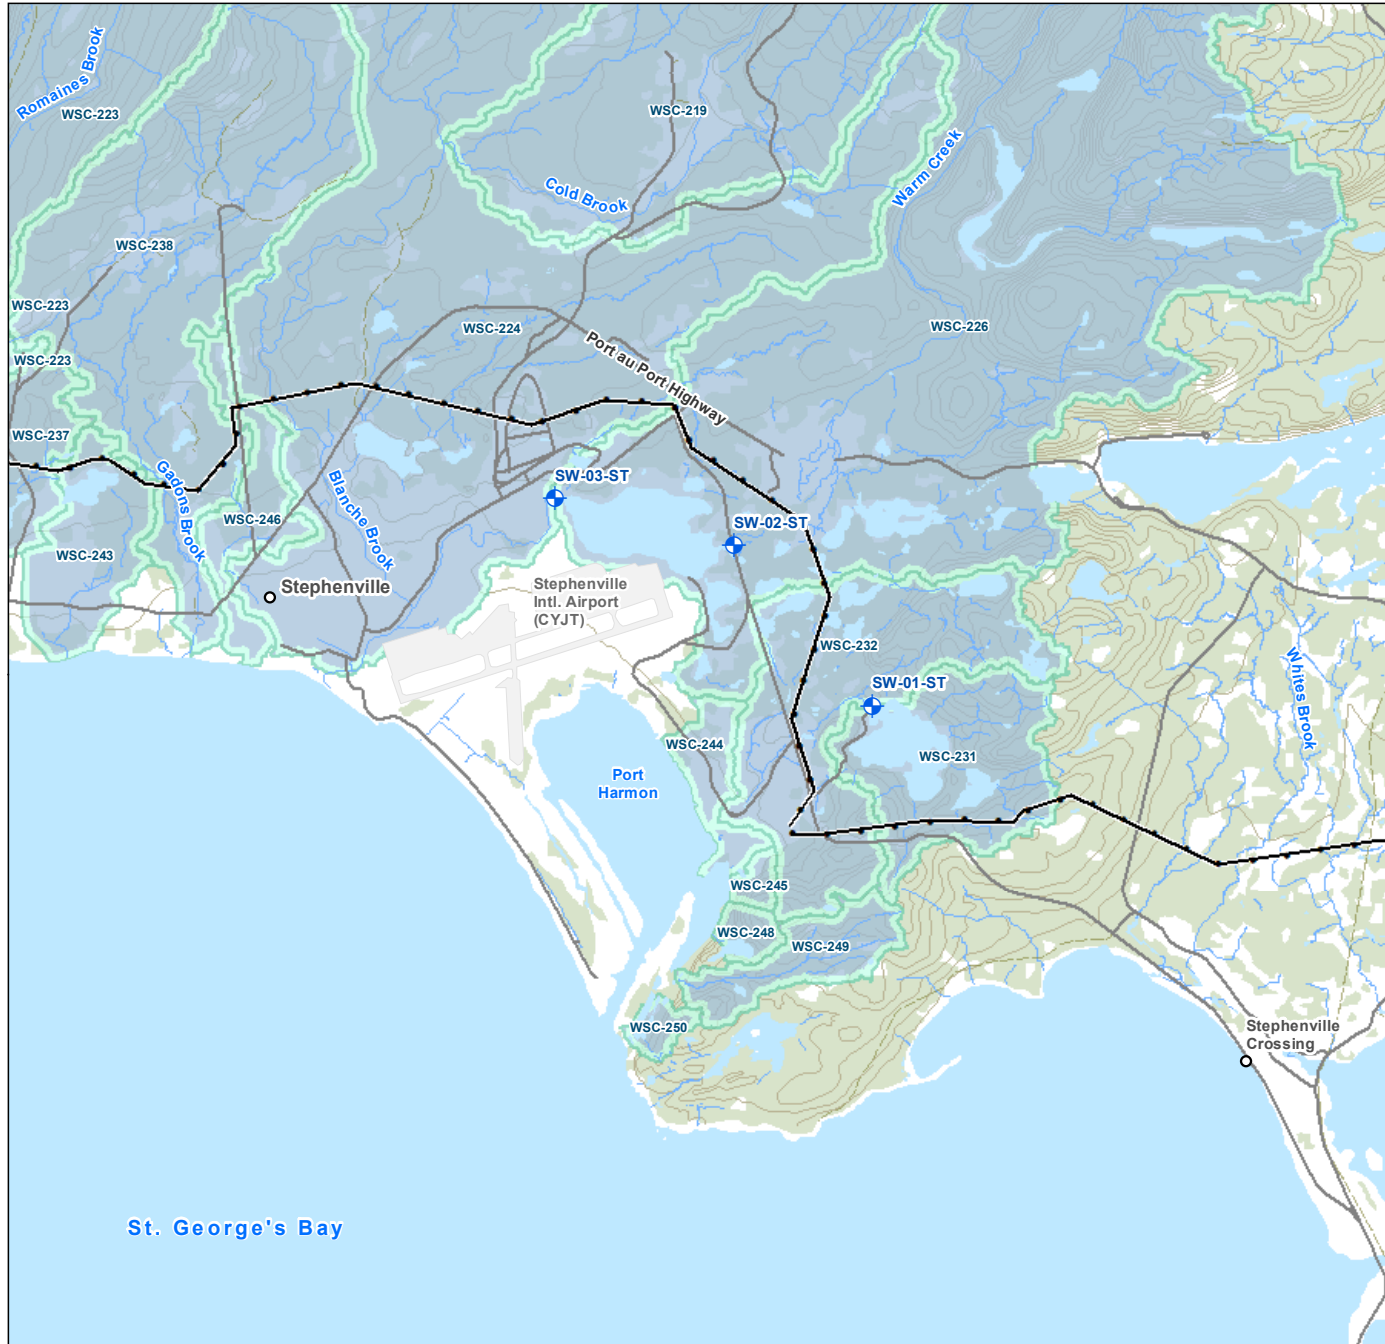 Romaines Brook
WSC-223
WSC-219
Cold Brook
Warm Creek
WSC-238
WSC-223
WSC-224
WSC-226
Port au Port Highway
WSC-223
WSC-237
Gadons Brook
Blanche Brook
SW-03-ST
WSC-246
SW-02-ST
WSC-243
Stephenville
Stephenville
Intl. Airport
(CYJT)
WSC-232
SW-01-ST
Whites Brook
WSC-244
WSC-231
Port
Harmon
WSC-245
WSC-248
WSC-249
WSC-250
Stephenville
Crossing
St. George's Bay